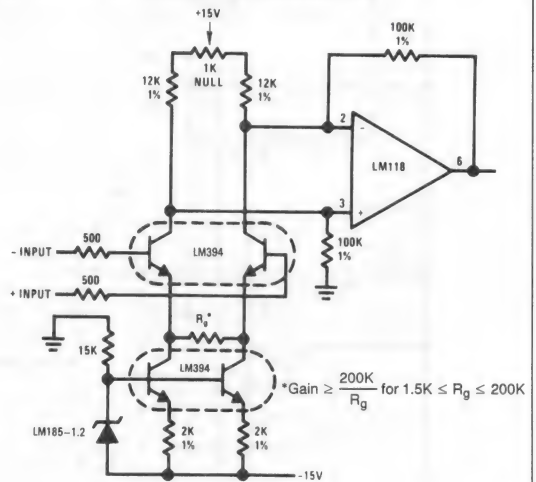 +15V
1K
NULL
12K
1%
12K
1%
100K
1%
2
-
LM118
6
3
+
100K
1%
- INPUT
500
LM394
+ INPUT
500
Rg*
15K
LM394
*Gain ≥ 200K/Rg for 1.5K ≤ Rg ≤ 200K
LM185-1.2
2K
1%
2K
1%
-15V